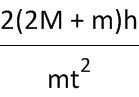 2(2M + m)h
mt²